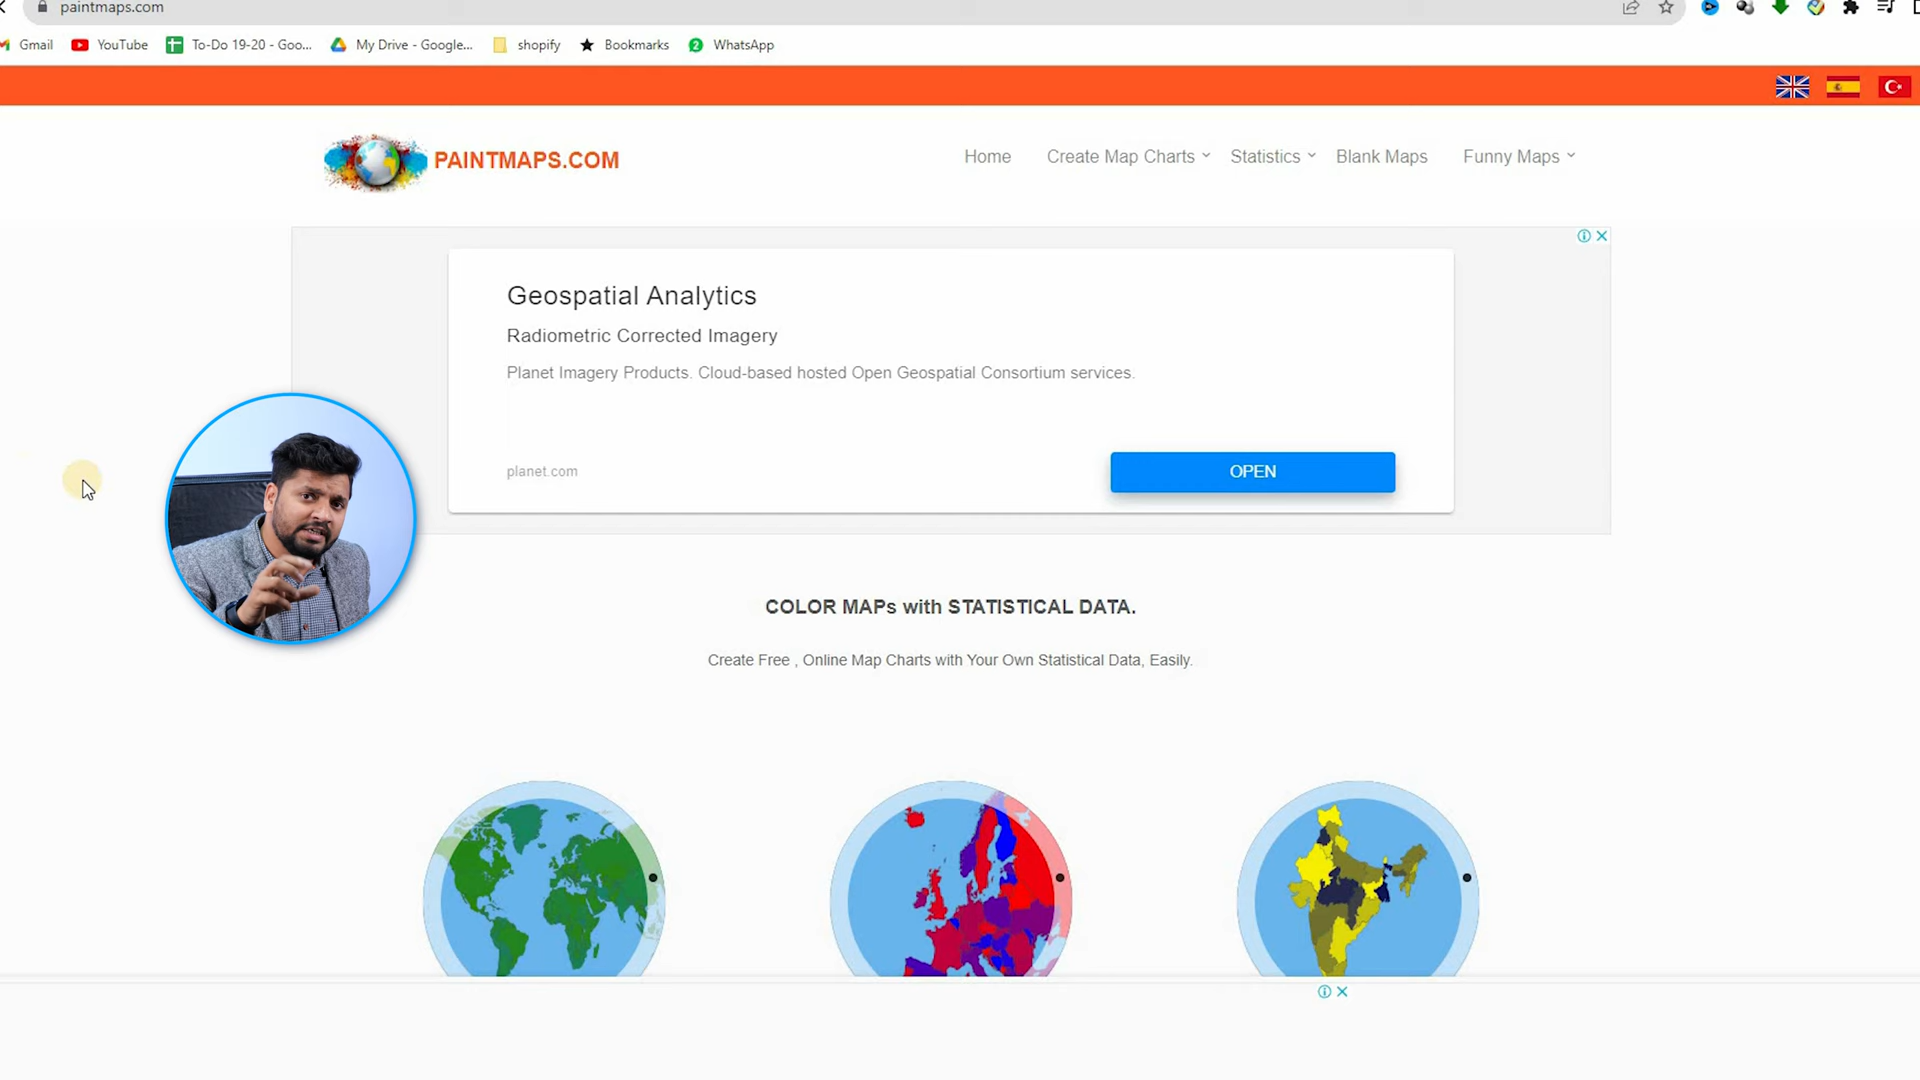 paintmaps.com
Gmail YouTube To-Do 19-20 - Goo... My Drive - Google... shopify Bookmarks 2 WhatsApp
PAINTMAPS.COM Home Create Map Charts Statistics Blank Maps Funny Maps
Geospatial Analytics
Radiometric Corrected Imagery
Planet Imagery Products. Cloud-based hosted Open Geospatial Consortium services.
planet.com OPEN
COLOR MAPs with STATISTICAL DATA.
Create Free , Online Map Charts with Your Own Statistical Data, Easily.